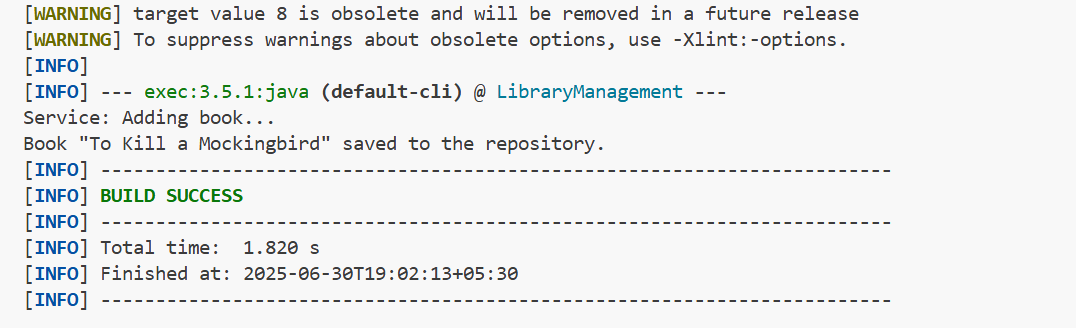 [WARNING] target value 8 is obsolete and will be removed in a future release
[WARNING] To suppress warnings about obsolete options, use -Xlint:-options.
[INFO]
[INFO] --- exec:3.5.1:java (default-cli) @ LibraryManagement ---
Service: Adding book...
Book "To Kill a Mockingbird" saved to the repository.
[INFO] ------------------------------------------------------------------------
[INFO] BUILD SUCCESS
[INFO] ------------------------------------------------------------------------
[INFO] Total time:  1.820 s
[INFO] Finished at: 2025-06-30T19:02:13+05:30
[INFO] ------------------------------------------------------------------------